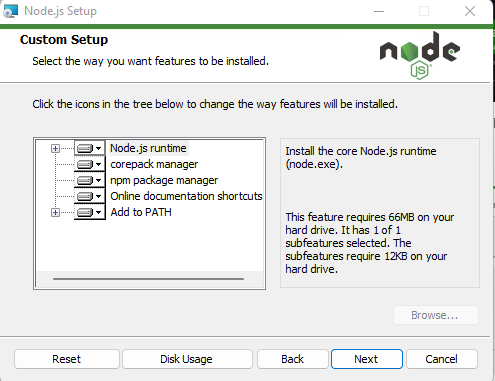 Node.js Setup
Custom Setup
Select the way you want features to be installed.
node
JS
Click the icons in the tree below to change the way features will be installed.
Node.js runtime
corepack manager
npm package manager
Online documentation shortcuts
Add to PATH
Install the core Node.js runtime
(node.exe).
This feature requires 66MB on your
hard drive. It has 1 of 1
subfeatures selected. The
subfeatures require 12KB on your
hard drive.
Browse...
Reset
Disk Usage
Back
Next
Cancel